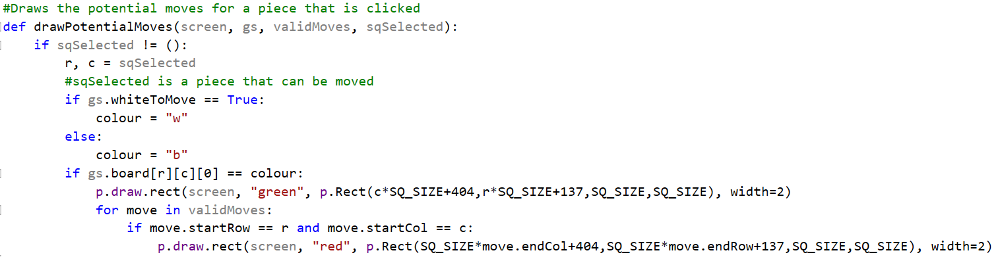 #Draws the potential moves for a piece that is clicked
def drawPotentialMoves(screen, gs, validMoves, sqSelected):
    if sqSelected != ():
        r, c = sqSelected
        #sqSelected is a piece that can be moved
        if gs.whiteToMove == True:
            colour = "w"
        else:
            colour = "b"
        if gs.board[r][c][0] == colour:
            p.draw.rect(screen, "green", p.Rect(c*SQ_SIZE+404,r*SQ_SIZE+137,SQ_SIZE,SQ_SIZE), width=2)
            for move in validMoves:
                if move.startRow == r and move.startCol == c:
                    p.draw.rect(screen, "red", p.Rect(SQ_SIZE*move.endCol+404,SQ_SIZE*move.endRow+137,SQ_SIZE,SQ_SIZE), width=2)